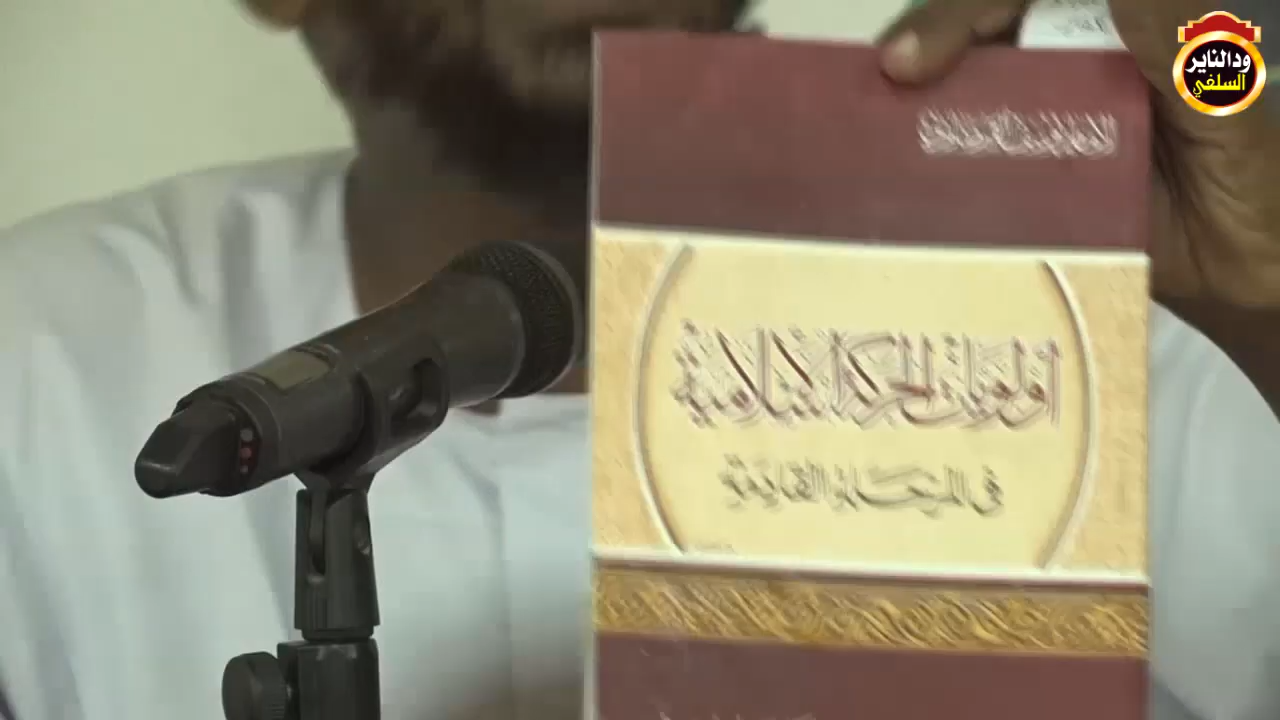 ودالناير
السلفي
أولويات الحركة الإسلامية
في المرحلة القادمة